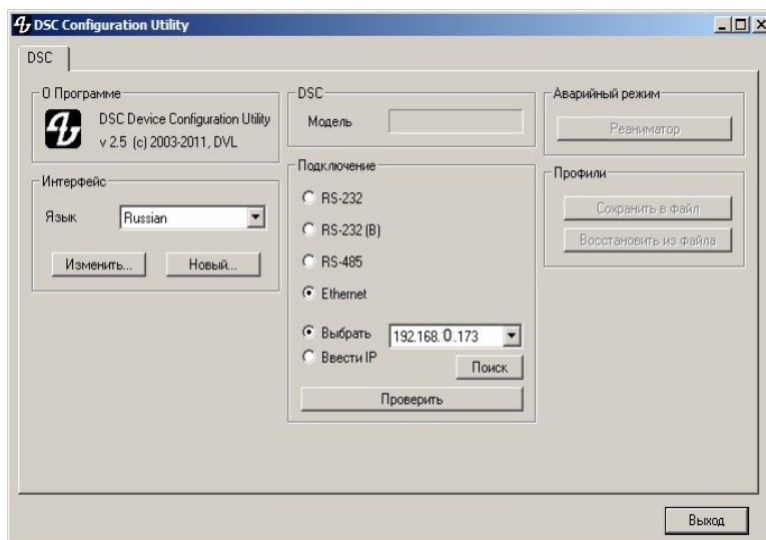 DSC Configuration Utility
DSC
О Программе
DSC Device Configuration Utility
v 2.5 (c) 2003-2011, DVL
Интерфейс
Язык Russian
Изменить... Новый...
DSC
Модель
Подключение
RS-232
RS-232 (B)
RS-485
Ethernet
Выбрать 192.168.0.173
Ввести IP
Поиск
Проверить
Аварийный режим
Реаниматор
Профили
Сохранить в файл
Восстановить из файла
Выход